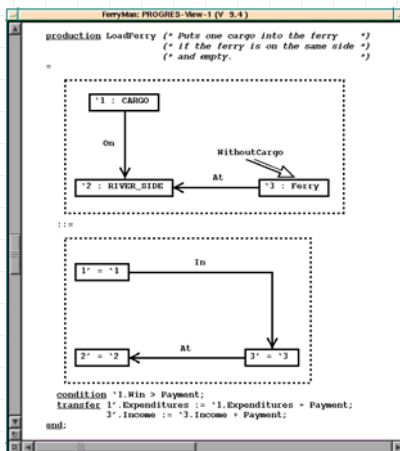 FerryMan: PROGRES-View-1 (V 9.4)
production LoadFerry (* Puts one cargo into the ferry *)
(* if the ferry is on the same side *)
(* and empty. *)
=
`1 : CARGO
On
WithoutCargo
At
`2 : RIVER_SIDE
`3 : Ferry
::=
In
1' = `1
At
2' = `2
3' = `3
condition `1.Win > Payment;
transfer 1'.Expenditures := `1.Expenditures + Payment;
3'.Income := `3.Income + Payment;
end;